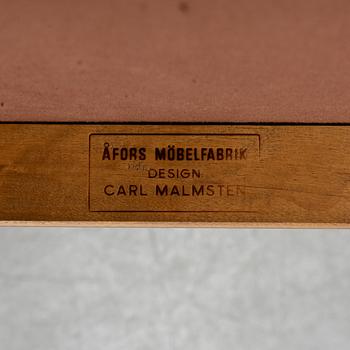 ÅFORS MÖBELFABRIK
DESIGN
CARL MALMSTEN